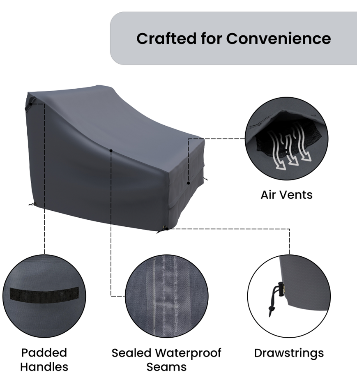 Crafted for Convenience
Air Vents
Padded
Handles
Sealed Waterproof
Seams
Drawstrings